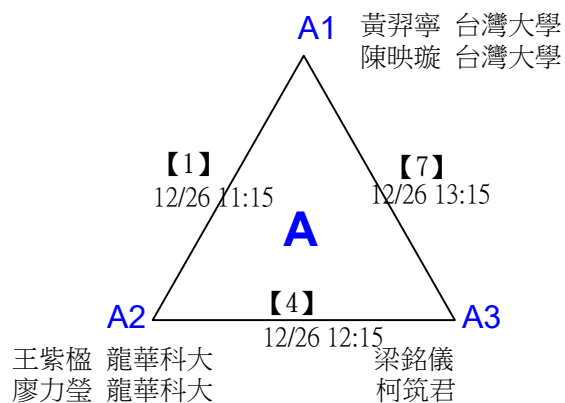 A1
黃羿寧 台灣大學
陳映璇 台灣大學
【1】
12/26 11:15
【7】
12/26 13:15
A
A2
【4】
12/26 12:15
A3
王紫楹 龍華科大
廖力瑩 龍華科大
梁銘儀
柯筑君